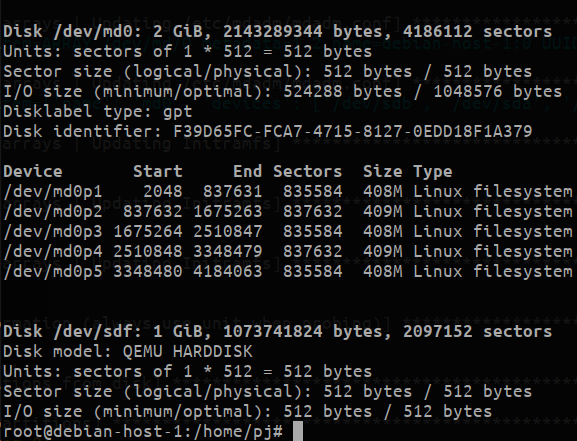 Disk /dev/md0: 2 GiB, 2143289344 bytes, 4186112 sectors
Units: sectors of 1 * 512 = 512 bytes
Sector size (logical/physical): 512 bytes / 512 bytes
I/O size (minimum/optimal): 524288 bytes / 1048576 bytes
Disklabel type: gpt
Disk identifier: F39D65FC-FCA7-4715-8127-0EDD18F1A379
Device Start End Sectors Size Type
/dev/md0p1 2048 837631 835584 408M Linux filesystem
/dev/md0p2 837632 1675263 837632 409M Linux filesystem
/dev/md0p3 1675264 2510847 835584 408M Linux filesystem
/dev/md0p4 2510848 3348479 837632 409M Linux filesystem
/dev/md0p5 3348480 4184063 835584 408M Linux filesystem
Disk /dev/sdf: 1 GiB, 1073741824 bytes, 2097152 sectors
Disk model: QEMU HARDDISK
Units: sectors of 1 * 512 = 512 bytes
Sector size (logical/physical): 512 bytes / 512 bytes
I/O size (minimum/optimal): 512 bytes / 512 bytes
root@debian-host-1:/home/pj#